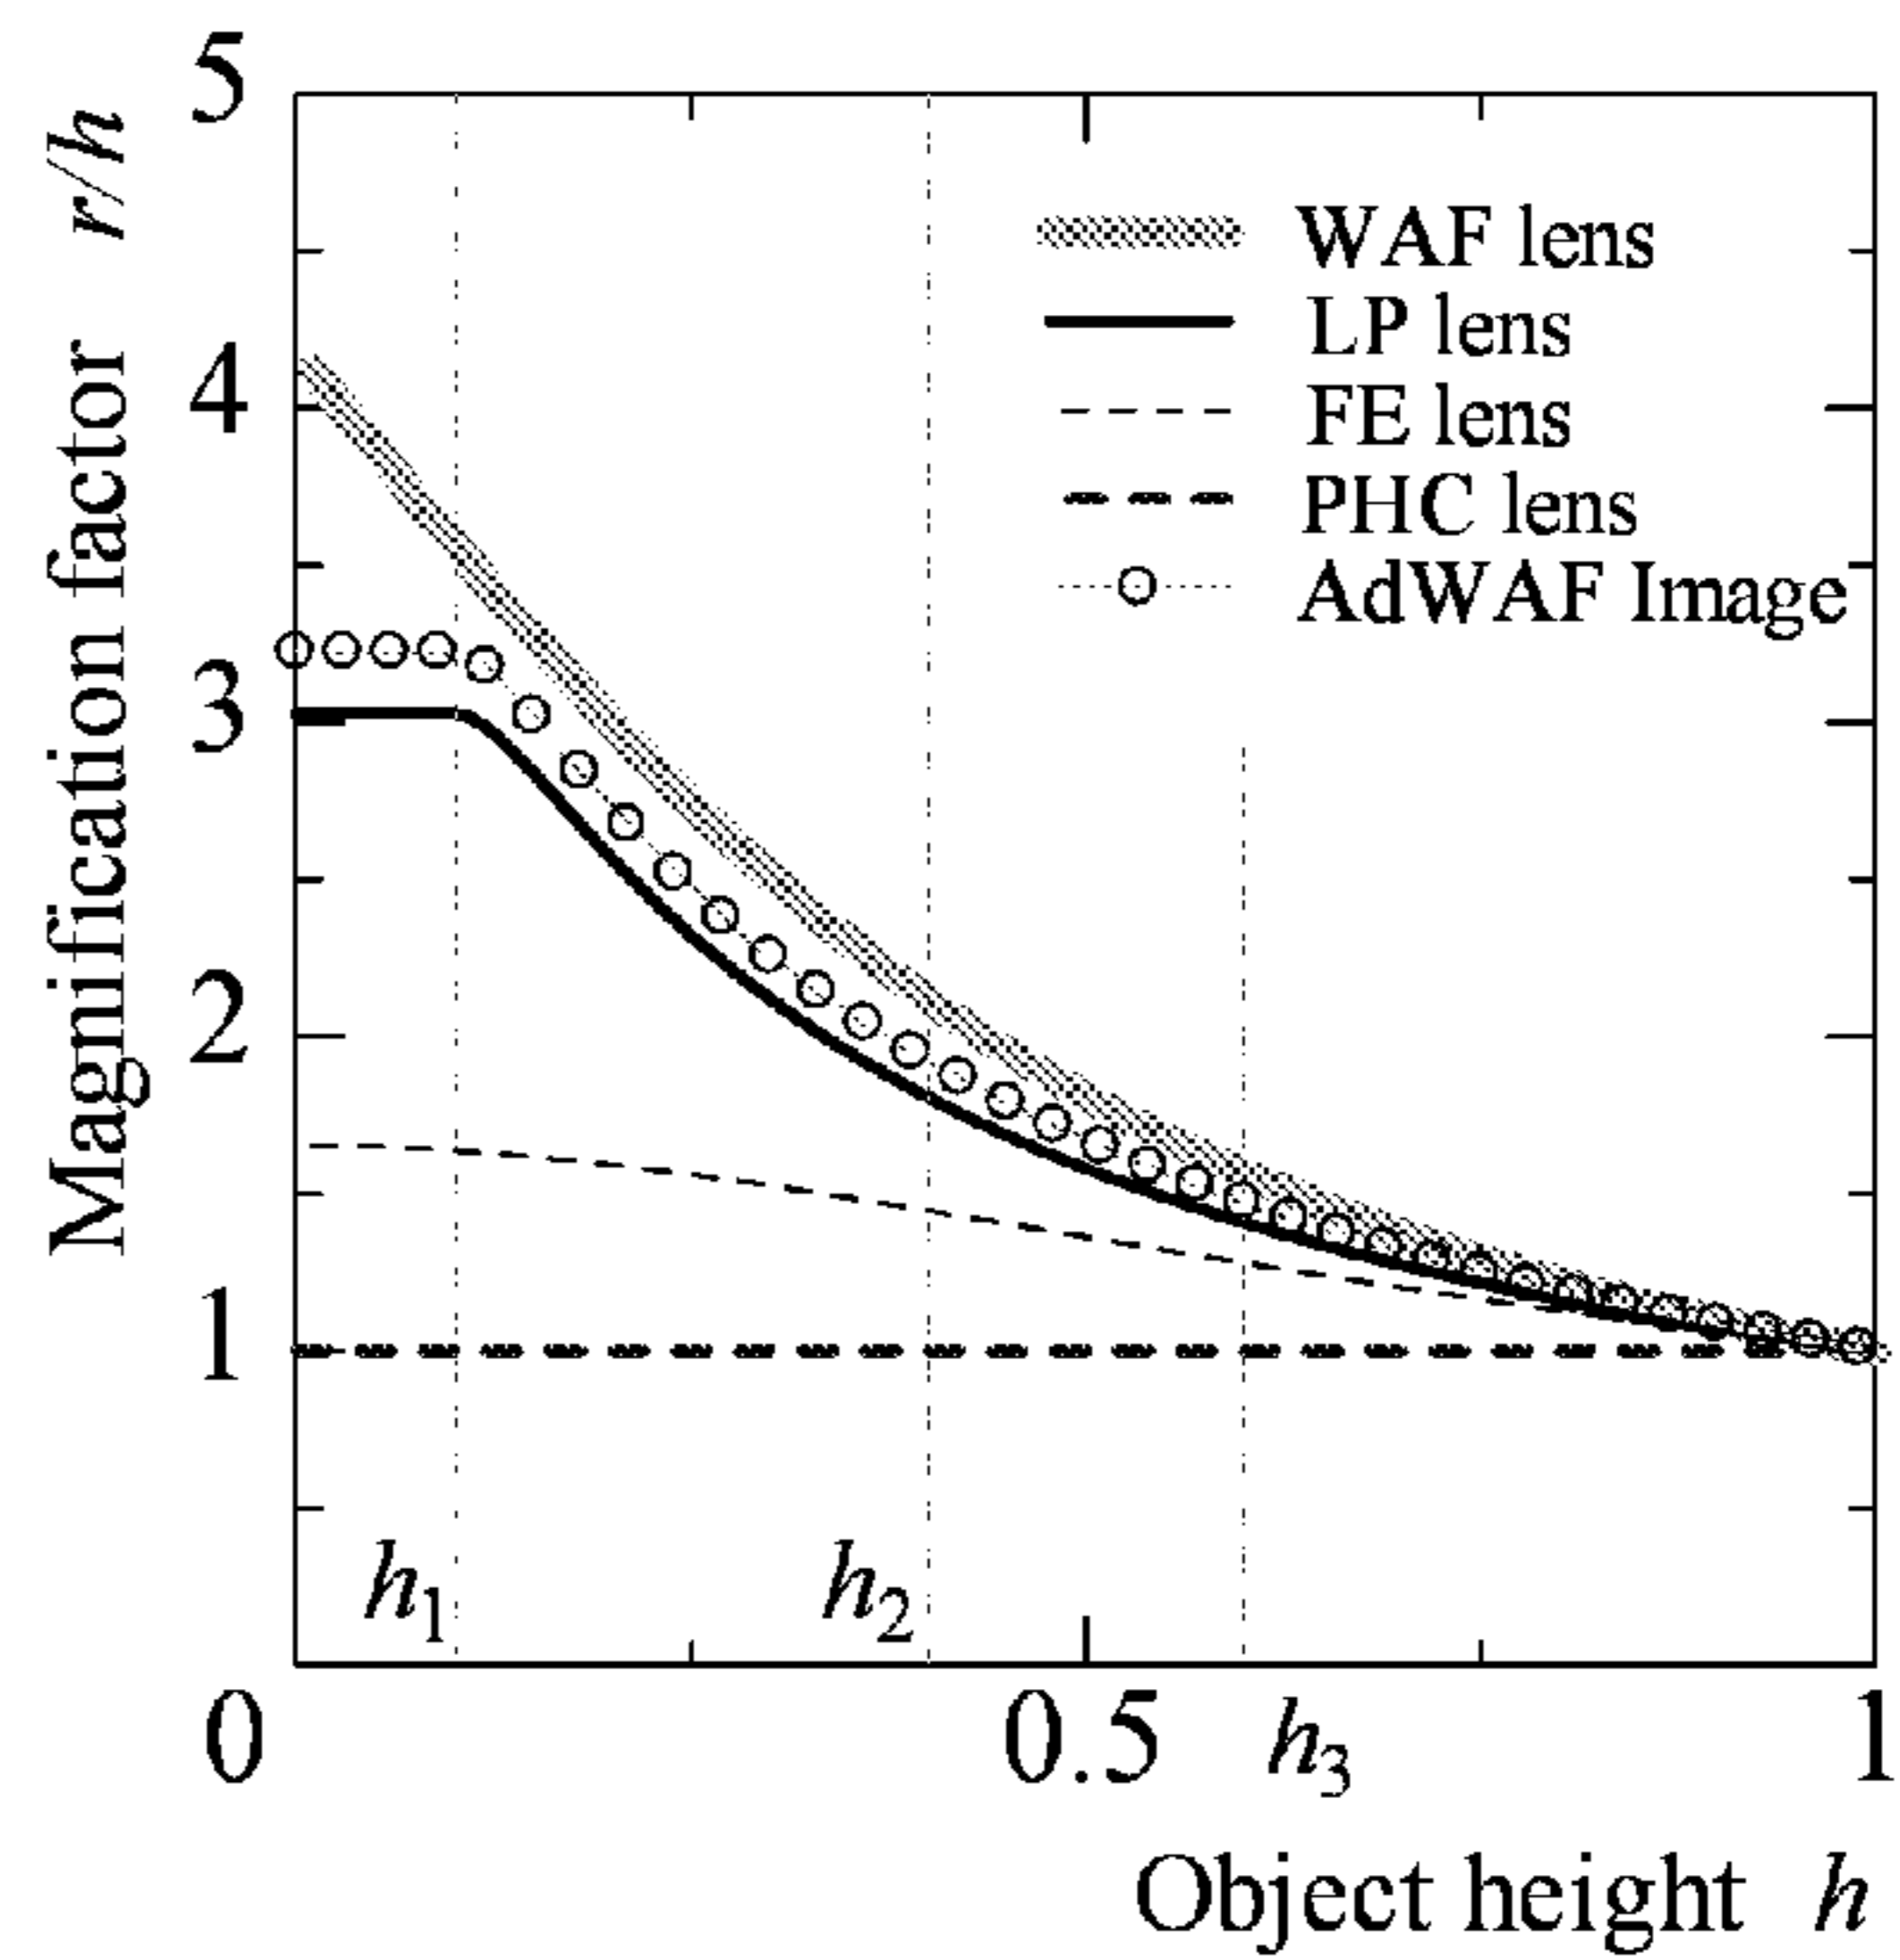 Magnification factor r/h
5
4
3
2
1
0
0.5
1
WAF lens
LP lens
FE lens
PHC lens
AdWAF Image
h1
h2
h3
Object height h